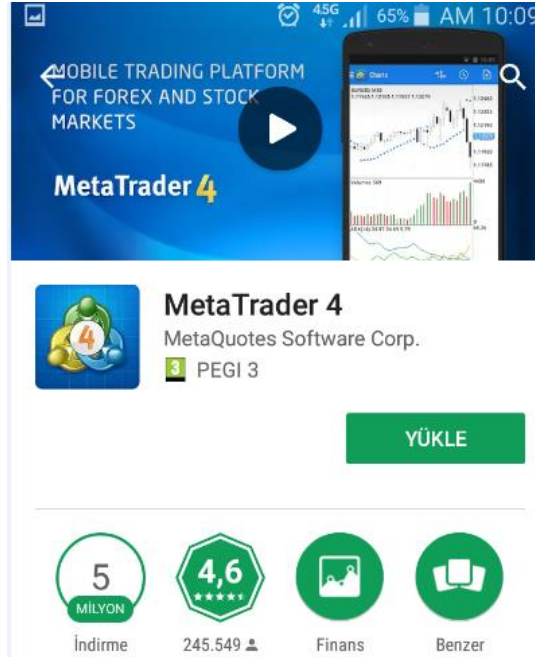 4.5G 65% AM 10:09
MOBILE TRADING PLATFORM
FOR FOREX AND STOCK
MARKETS
MetaTrader 4
Charts
MetaTrader 4
MetaQuotes Software Corp.
3 PEGI 3
YÜKLE
5
MİLYON
4,6
İndirme
245.549
Finans
Benzer